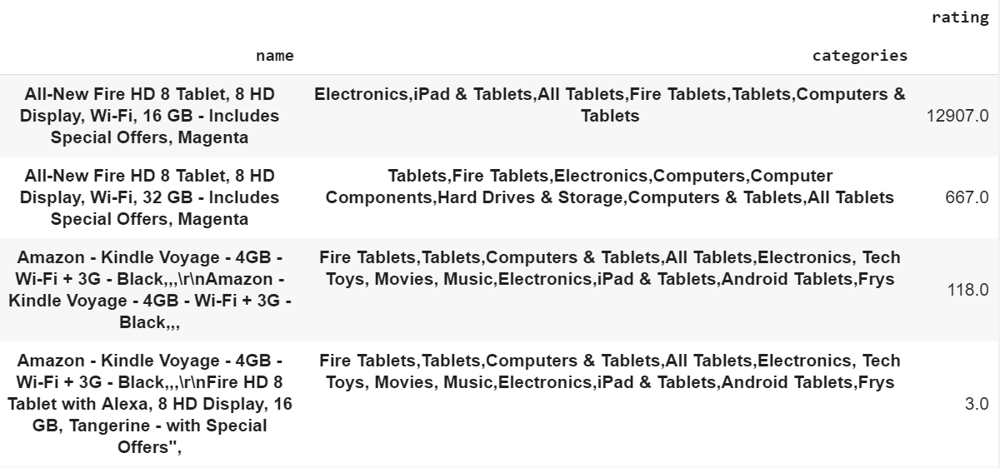 rating
name categories
All-New Fire HD 8 Tablet, 8 HD
Display, Wi-Fi, 16 GB - Includes
Special Offers, Magenta
Electronics,iPad & Tablets,All Tablets,Fire Tablets,Tablets,Computers &
Tablets
12907.0
All-New Fire HD 8 Tablet, 8 HD
Display, Wi-Fi, 32 GB - Includes
Special Offers, Magenta
Tablets,Fire Tablets,Electronics,Computers,Computer
Components,Hard Drives & Storage,Computers & Tablets,All Tablets
667.0
Amazon - Kindle Voyage - 4GB -
Wi-Fi + 3G - Black,,,\r\nAmazon -
Kindle Voyage - 4GB - Wi-Fi + 3G -
Black,,,
Fire Tablets,Tablets,Computers & Tablets,All Tablets,Electronics, Tech
Toys, Movies, Music,Electronics,iPad & Tablets,Android Tablets,Frys
118.0
Amazon - Kindle Voyage - 4GB -
Wi-Fi + 3G - Black,,,\r\nFire HD 8
Tablet with Alexa, 8 HD Display, 16
GB, Tangerine - with Special
Offers",
Fire Tablets,Tablets,Computers & Tablets,All Tablets,Electronics, Tech
Toys, Movies, Music,Electronics,iPad & Tablets,Android Tablets,Frys
3.0